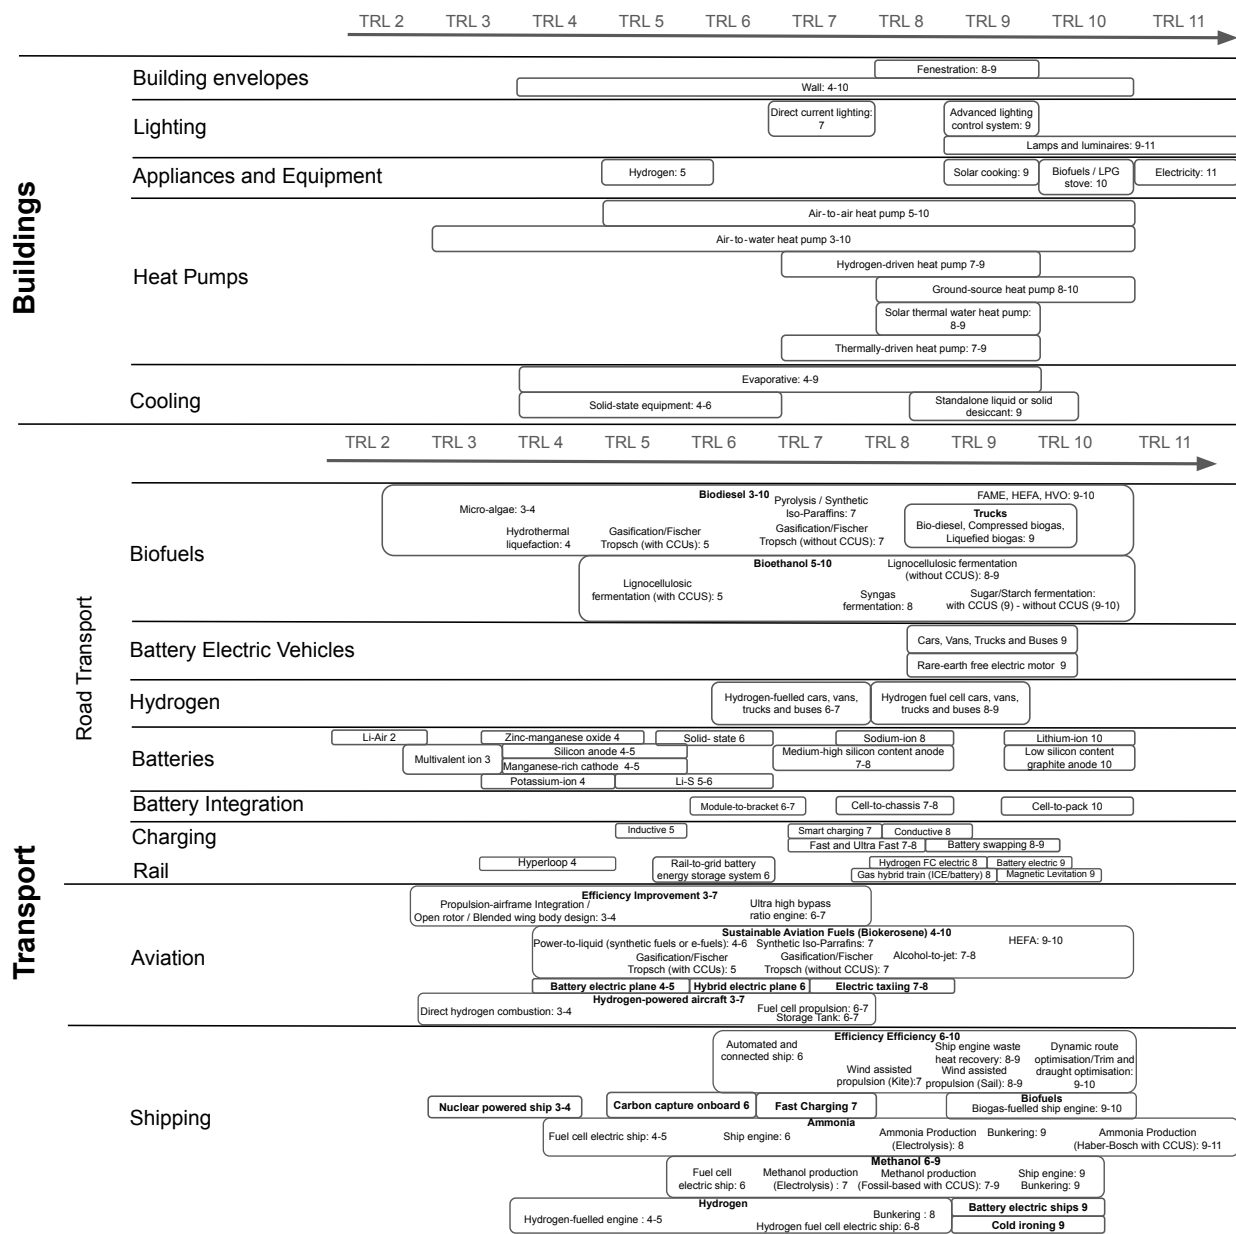 TRL 2 TRL 3 TRL 4 TRL 5 TRL 6 TRL 7 TRL 8 TRL 9 TRL 10 TRL 11
Buildings
Building envelopes
Fenestration: 8-9
Wall: 4-10
Lighting
Direct current lighting:
7
Advanced lighting
control system: 9
Lamps and luminaires: 9-11
Appliances and Equipment
Hydrogen: 5
Solar cooking: 9
Biofuels / LPG
stove: 10
Electricity: 11
Heat Pumps
Air-to-air heat pump 5-10
Air-to-water heat pump 3-10
Hydrogen-driven heat pump 7-9
Ground-source heat pump 8-10
Solar thermal water heat pump:
8-9
Thermally-driven heat pump: 7-9
Cooling
Evaporative: 4-9
Solid-state equipment: 4-6
Standalone liquid or solid
desiccant: 9
TRL 2 TRL 3 TRL 4 TRL 5 TRL 6 TRL 7 TRL 8 TRL 9 TRL 10 TRL 11
Transport
Road Transport
Biofuels
Biodiesel 3-10
Micro-algae: 3-4
Hydrothermal
liquefaction: 4
Gasification/Fischer
Tropsch (with CCUs): 5
Pyrolysis / Synthetic
Iso-Paraffins: 7
Gasification/Fischer
Tropsch (without CCUS): 7
FAME, HEFA, HVO: 9-10
Trucks
Bio-diesel, Compressed biogas,
Liquefied biogas: 9
Bioethanol 5-10
Lignocellulosic
fermentation (with CCUS): 5
Lignocellulosic fermentation
(without CCUS): 8-9
Syngas
fermentation: 8
Sugar/Starch fermentation:
with CCUS (9) - without CCUS (9-10)
Battery Electric Vehicles
Cars, Vans, Trucks and Buses 9
Rare-earth free electric motor 9
Hydrogen
Hydrogen-fuelled cars, vans,
trucks and buses 6-7
Hydrogen fuel cell cars, vans,
trucks and buses 8-9
Batteries
Li-Air 2
Multivalent ion 3
Zinc-manganese oxide 4
Silicon anode 4-5
Manganese-rich cathode 4-5
Potassium-ion 4
Solid- state 6
Li-S 5-6
Sodium-ion 8
Medium-high silicon content anode
7-8
Lithium-ion 10
Low silicon content
graphite anode 10
Battery Integration
Module-to-bracket 6-7
Cell-to-chassis 7-8
Cell-to-pack 10
Charging
Inductive 5
Smart charging 7
Conductive 8
Fast and Ultra Fast 7-8
Battery swapping 8-9
Rail
Hyperloop 4
Rail-to-grid battery
energy storage system 6
Hydrogen FC electric 8
Battery electric 9
Gas hybrid train (ICE/battery) 8
Magnetic Levitation 9
Aviation
Efficiency Improvement 3-7
Propulsion-airframe Integration /
Open rotor / Blended wing body design: 3-4
Ultra high bypass
ratio engine: 6-7
Sustainable Aviation Fuels (Biokerosene) 4-10
Power-to-liquid (synthetic fuels or e-fuels): 4-6
Synthetic Iso-Parrafins: 7
Gasification/Fischer
Tropsch (with CCUs): 5
Gasification/Fischer
Tropsch (without CCUS): 7
Alcohol-to-jet: 7-8
HEFA: 9-10
Battery electric plane 4-5
Hybrid electric plane 6
Electric taxiing 7-8
Hydrogen-powered aircraft 3-7
Direct hydrogen combustion: 3-4
Fuel cell propulsion: 6-7
Storage Tank: 6-7
Shipping
Efficiency Efficiency 6-10
Automated and
connected ship: 6
Wind assisted
propulsion (Kite):7
Ship engine waste
heat recovery: 8-9
Wind assisted
propulsion (Sail): 8-9
Dynamic route
optimisation/Trim and
draught optimisation:
9-10
Nuclear powered ship 3-4
Carbon capture onboard 6
Fast Charging 7
Biofuels
Biogas-fuelled ship engine: 9-10
Ammonia
Fuel cell electric ship: 4-5
Ship engine: 6
Ammonia Production
(Electrolysis): 8
Bunkering: 9
Ammonia Production
(Haber-Bosch with CCUS): 9-11
Methanol 6-9
Fuel cell
electric ship: 6
Methanol production
(Electrolysis) : 7
Methanol production
(Fossil-based with CCUS): 7-9
Ship engine: 9
Bunkering: 9
Hydrogen
Hydrogen-fuelled engine : 4-5
Bunkering : 8
Hydrogen fuel cell electric ship: 6-8
Battery electric ships 9
Cold ironing 9